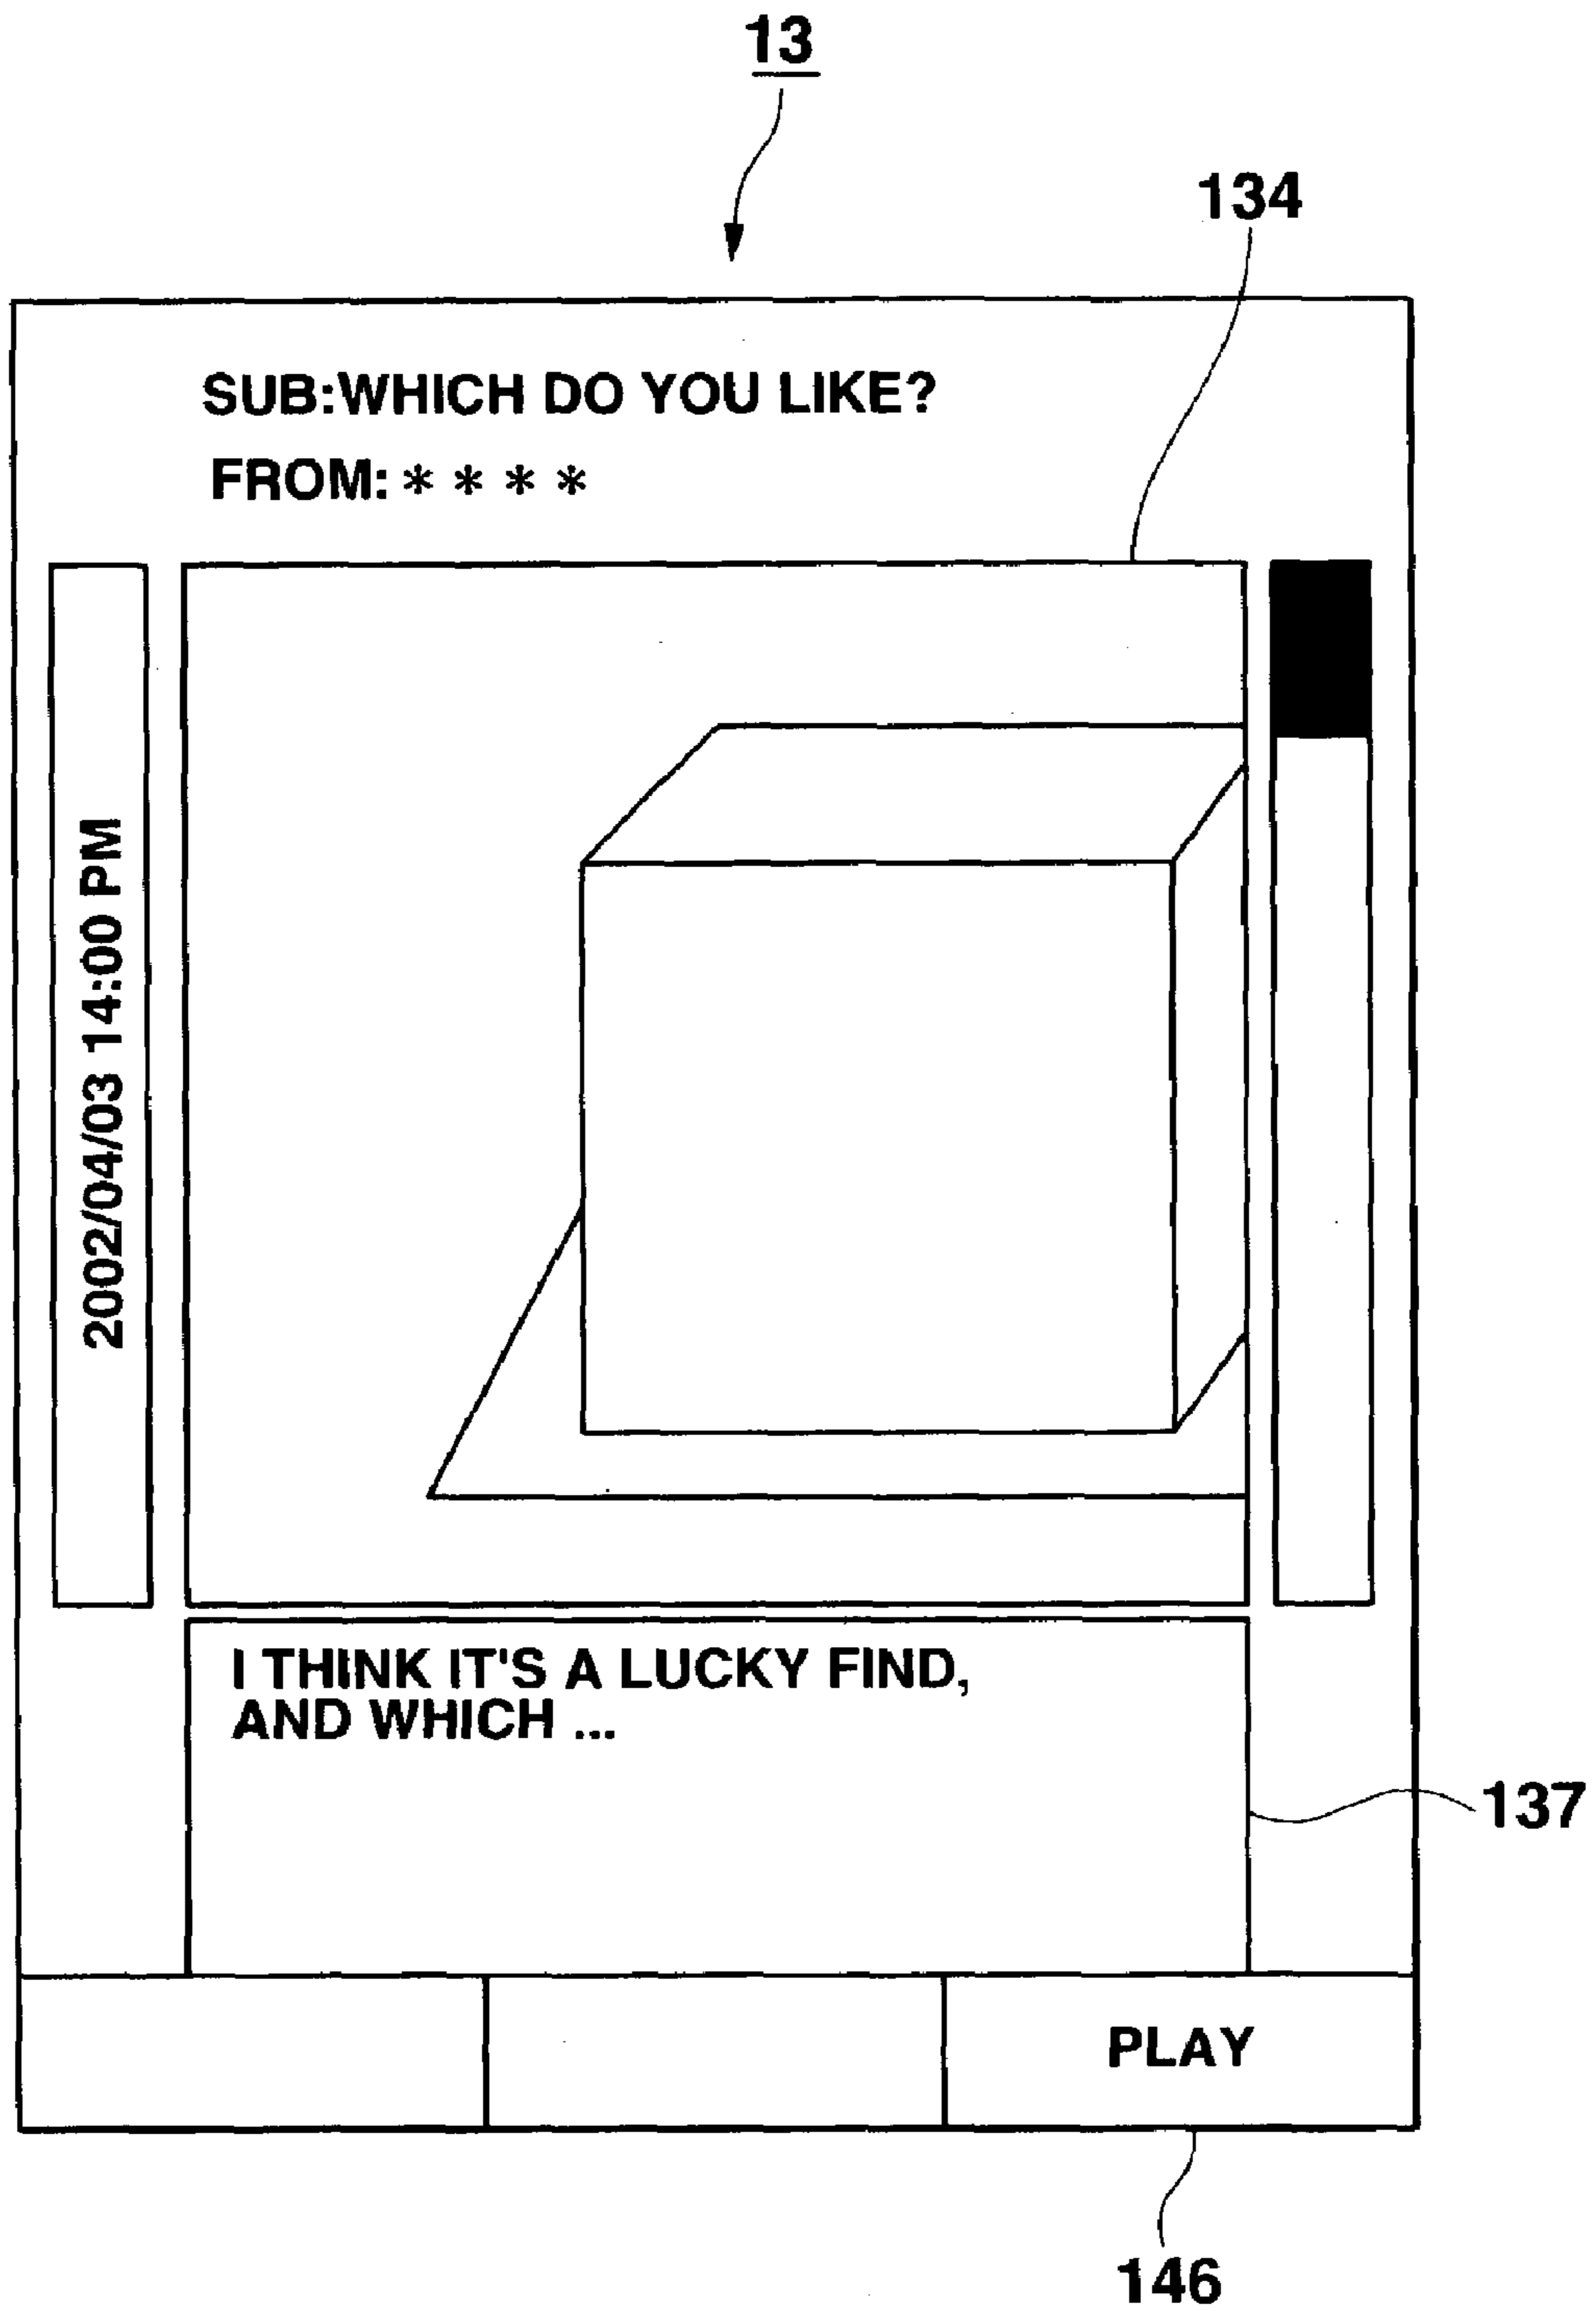 13
134
SUB:WHICH DO YOU LIKE?
FROM:＊＊＊＊
2002/04/03 14:00 PM
I THINK IT'S A LUCKY FIND,
AND WHICH ...
137
PLAY
146